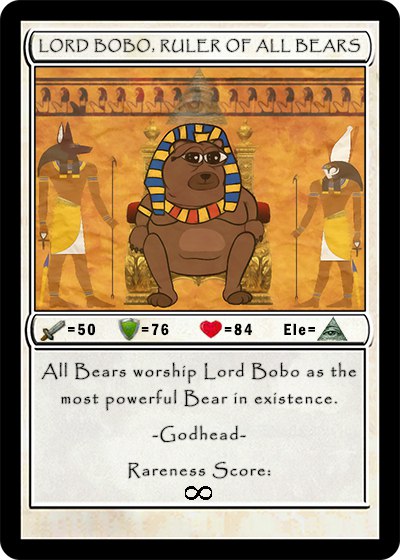 LORD BOBO, RULER OF ALL BEARS
=50 =76 =84 Ele=
All Bears worship Lord Bobo as the
most powerful Bear in existence.
-Godhead-
Rareness Score:
∞